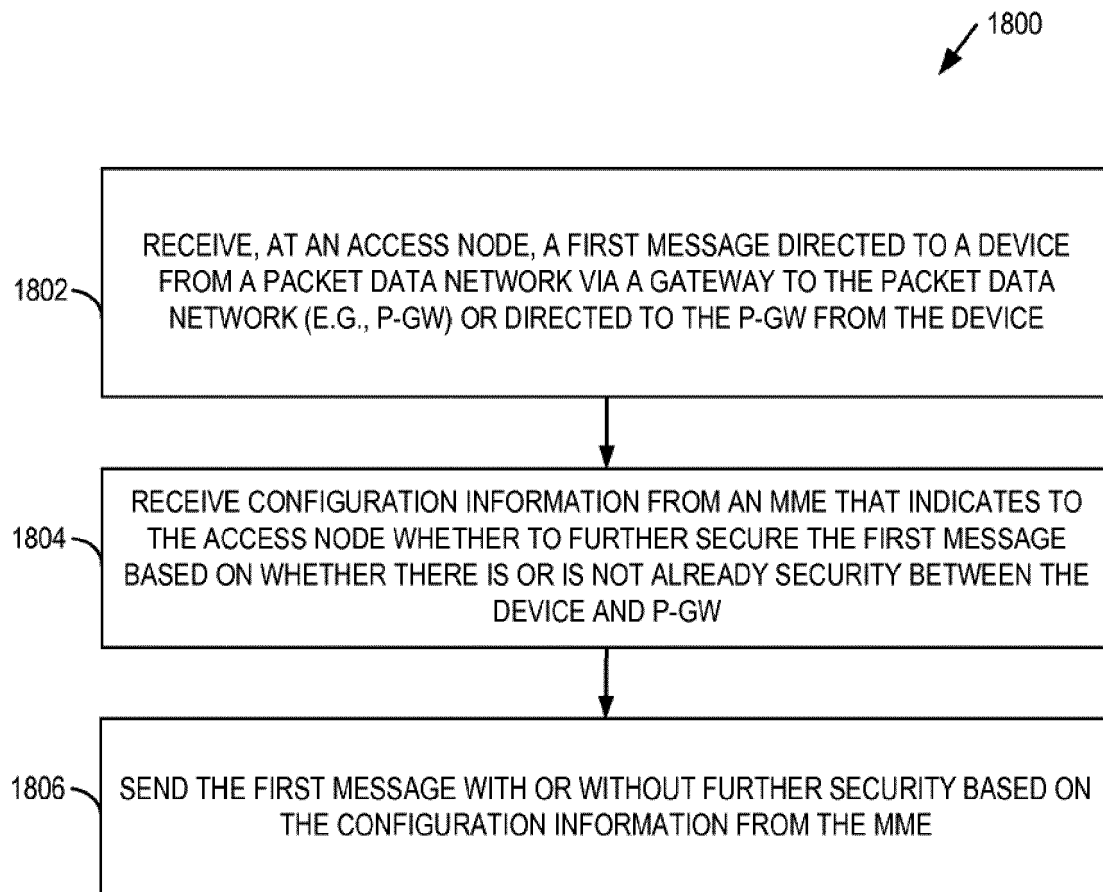 1800
1802
RECEIVE, AT AN ACCESS NODE, A FIRST MESSAGE DIRECTED TO A DEVICE
FROM A PACKET DATA NETWORK VIA A GATEWAY TO THE PACKET DATA
NETWORK (E.G., P-GW) OR DIRECTED TO THE P-GW FROM THE DEVICE
1804
RECEIVE CONFIGURATION INFORMATION FROM AN MME THAT INDICATES TO
THE ACCESS NODE WHETHER TO FURTHER SECURE THE FIRST MESSAGE
BASED ON WHETHER THERE IS OR IS NOT ALREADY SECURITY BETWEEN THE
DEVICE AND P-GW
1806
SEND THE FIRST MESSAGE WITH OR WITHOUT FURTHER SECURITY BASED ON
THE CONFIGURATION INFORMATION FROM THE MME